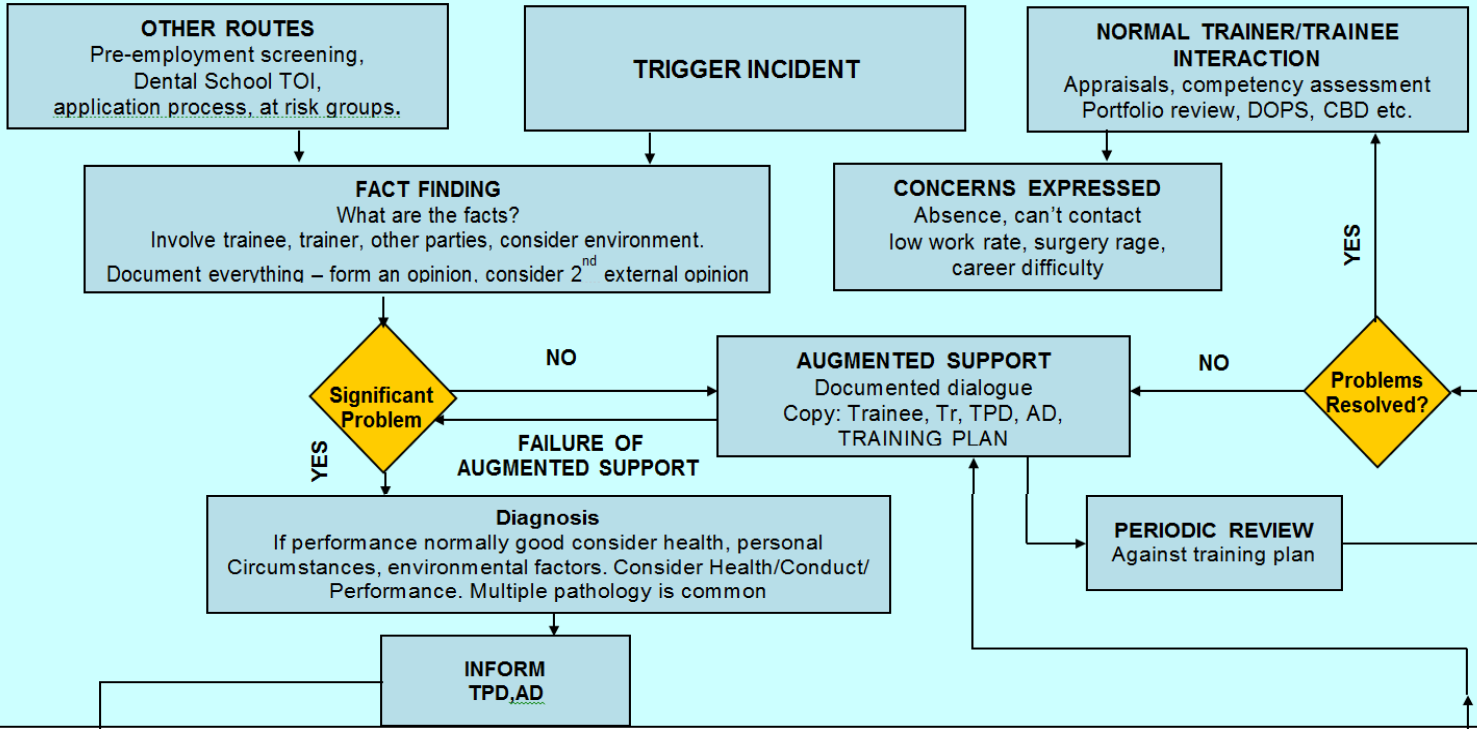 OTHER ROUTES
Pre-employment screening,
Dental School TOI,
application process, at risk groups.
TRIGGER INCIDENT
NORMAL TRAINER/TRAINEE
INTERACTION
Appraisals, competency assessment
Portfolio review, DOPS, CBD etc.
FACT FINDING
What are the facts?
Involve trainee, trainer, other parties, consider environment.
Document everything – form an opinion, consider 2nd external opinion
CONCERNS EXPRESSED
Absence, can't contact
low work rate, surgery rage,
career difficulty
YES
Significant
Problem
NO
AUGMENTED SUPPORT
Documented dialogue
Copy: Trainee, Tr, TPD, AD,
TRAINING PLAN
NO
Problems
Resolved?
FAILURE OF
AUGMENTED SUPPORT
YES
Diagnosis
If performance normally good consider health, personal
Circumstances, environmental factors. Consider Health/Conduct/
Performance. Multiple pathology is common
PERIODIC REVIEW
Against training plan
INFORM
TPD,AD